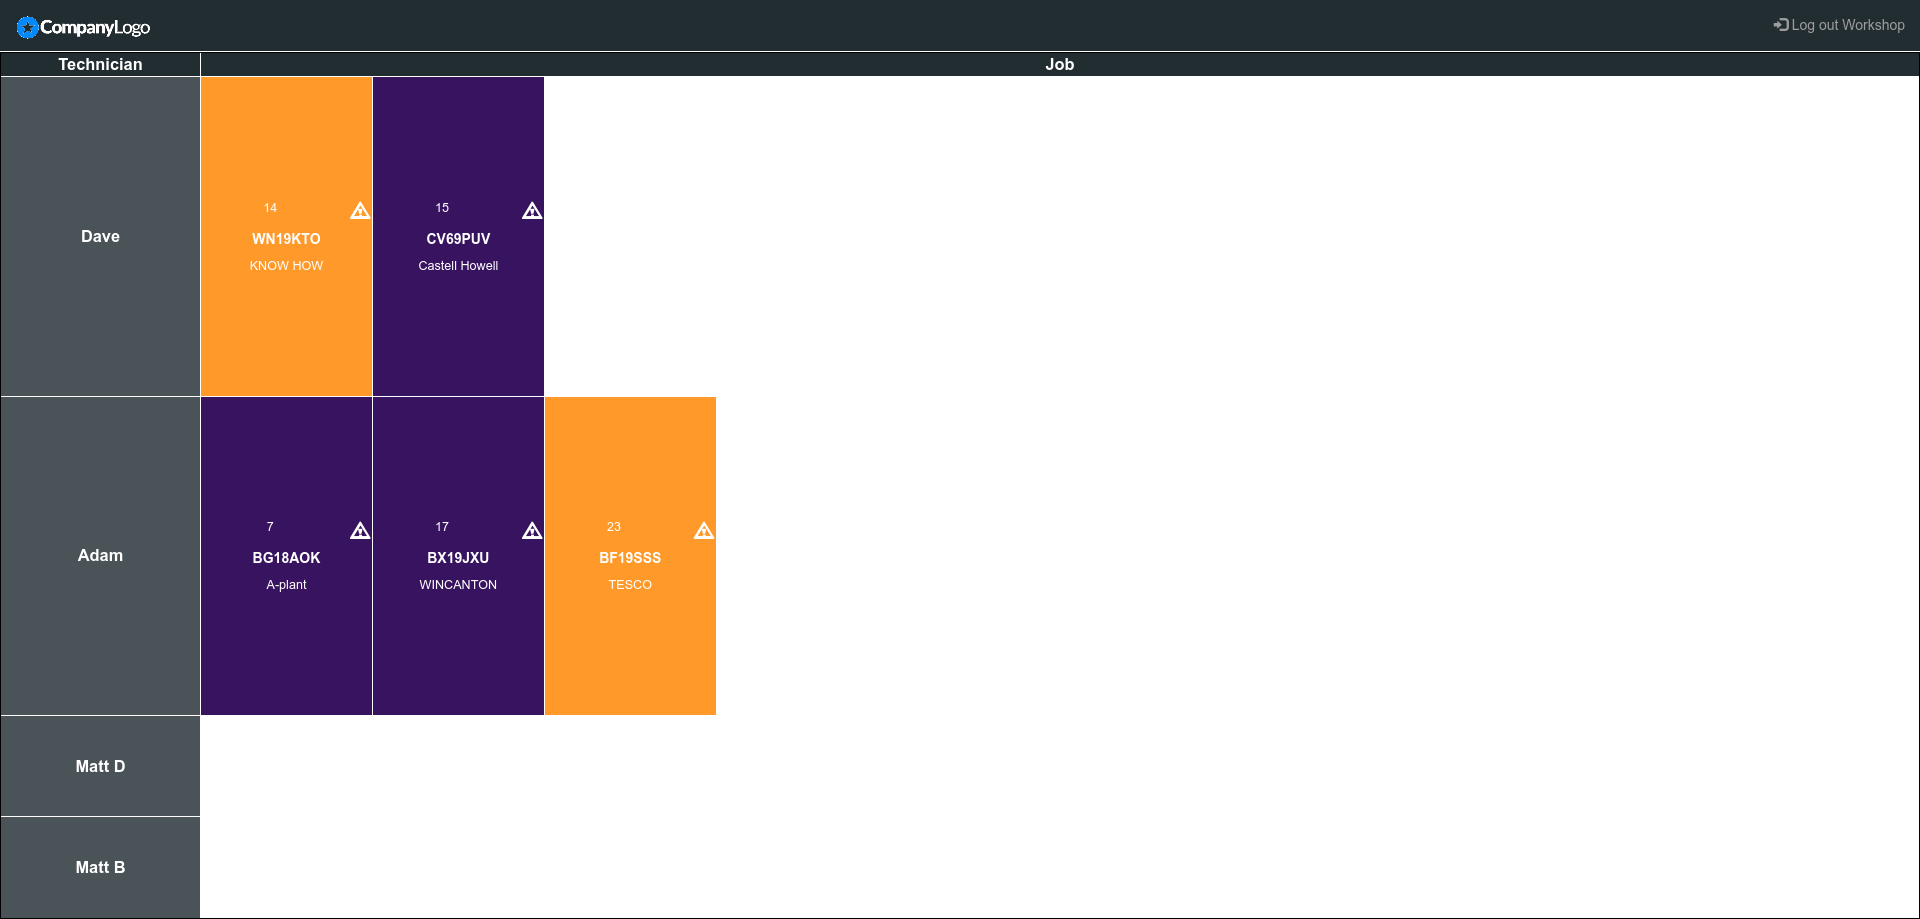 CompanyLogo
Log out Workshop
Technician Job
Dave
14
WN19KTO
KNOW HOW
15
CV69PUV
Castell Howell
Adam
7
BG18AOK
A-plant
17
BX19JXU
WINCANTON
23
BF19SSS
TESCO
Matt D
Matt B